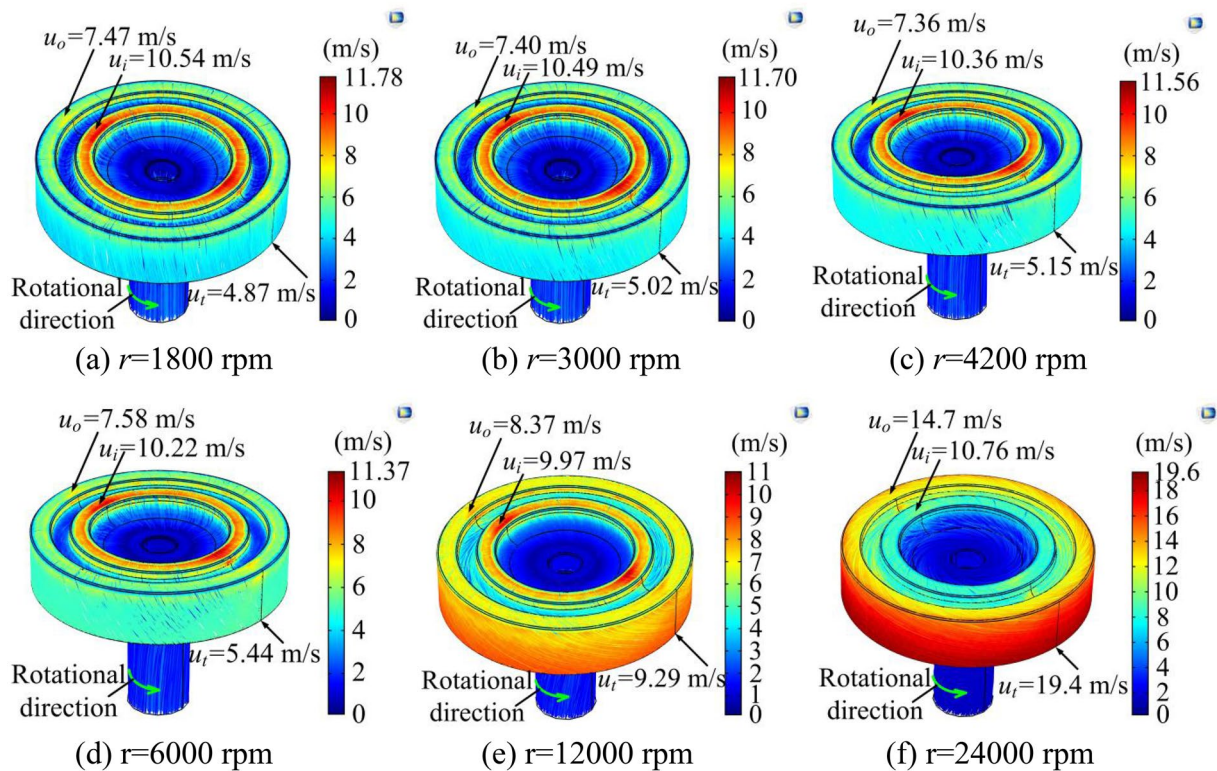 u_o=7.47 m/s
u_i=10.54 m/s
(m/s)
11.78
10
8
6
4
2
0
Rotational
direction
u_t=4.87 m/s
(a) r=1800 rpm
u_o=7.40 m/s
u_i=10.49 m/s
(m/s)
11.70
10
8
6
4
2
0
Rotational
direction
u_t=5.02 m/s
(b) r=3000 rpm
u_o=7.36 m/s
u_i=10.36 m/s
(m/s)
11.56
10
8
6
4
2
0
Rotational
direction
u_t=5.15 m/s
(c) r=4200 rpm
u_o=7.58 m/s
u_i=10.22 m/s
(m/s)
11.37
10
8
6
4
2
0
Rotational
direction
u_t=5.44 m/s
(d) r=6000 rpm
u_o=8.37 m/s
u_i=9.97 m/s
(m/s)
11
10
9
8
7
6
5
4
3
2
1
0
Rotational
direction
u_t=9.29 m/s
(e) r=12000 rpm
u_o=14.7 m/s
u_i=10.76 m/s
(m/s)
19.6
18
16
14
12
10
8
6
4
2
0
Rotational
direction
u_t=19.4 m/s
(f) r=24000 rpm